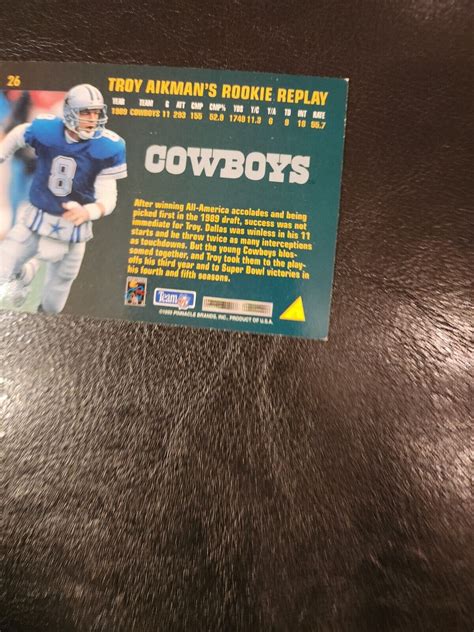 26
TROY AIKMAN'S ROOKIE REPLAY
YEAR TEAM G ATT CMP CMP% YDS Y/C Y/A TD INT RATE
1989 COWBOYS 11 293 155 52.9 1749 11.3 9 18 55.7
COWBOYS
After winning All-America accolades and being
picked first in the 1989 draft, success was not
immediate for Troy. Dallas was winless in his 11
starts and he threw twice as many interceptions
as touchdowns. But the young Cowboys blos-
somed together, and Troy took them to the play-
offs his third year and to Super Bowl victories in
his fourth and fifth seasons.
8
Team NFL
PINNACLE BRANDS, INC. PRODUCT OF U.S.A.